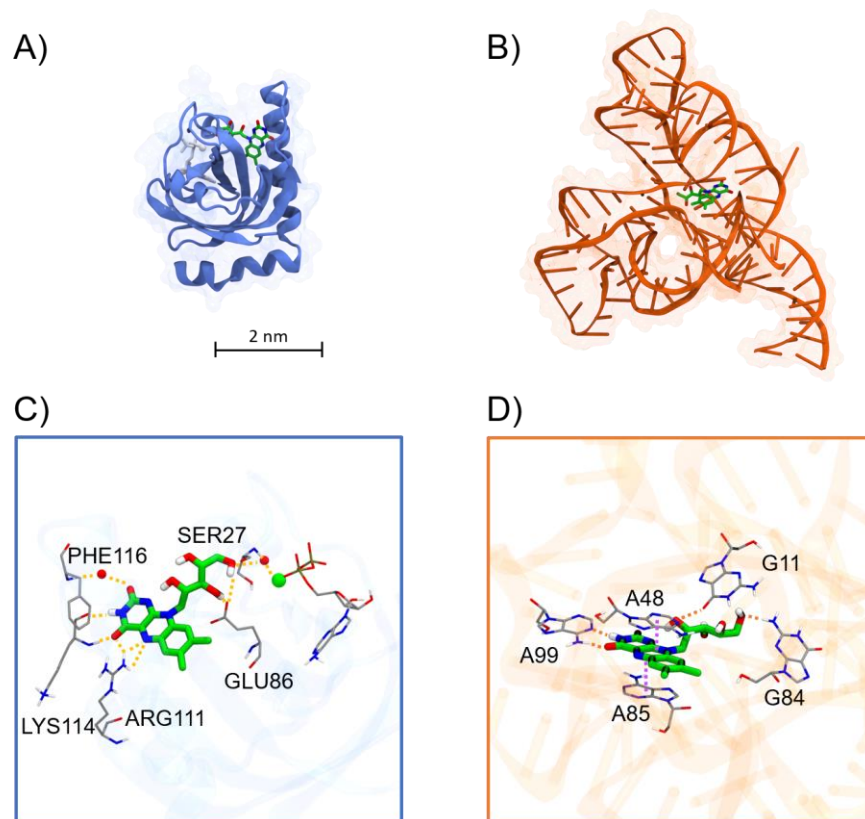 A)
B)
2 nm
C)
D)
SER27
PHE116
GLU86
LYS114
ARG111
G11
A48
A99
G84
A85